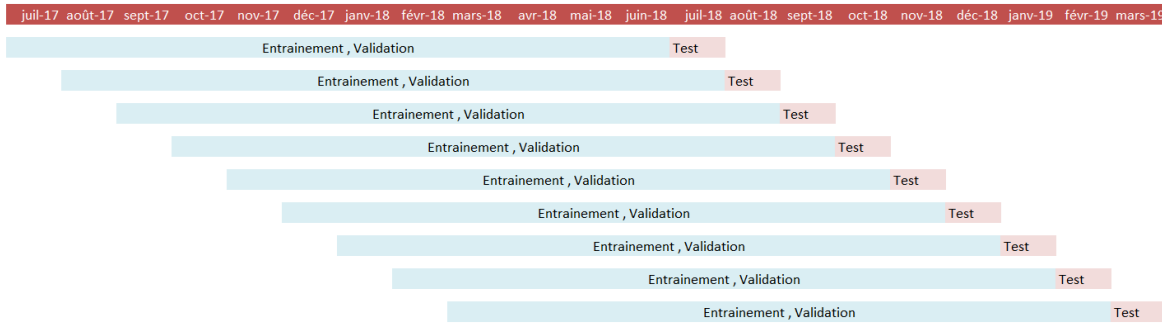 juil-17 août-17 sept-17 oct-17 nov-17 déc-17 janv-18 févr-18 mars-18 avr-18 mai-18 juin-18 juil-18 août-18 sept-18 oct-18 nov-18 déc-18 janv-19 févr-19 mars-19
Entrainement , Validation Test
Entrainement , Validation Test
Entrainement , Validation Test
Entrainement , Validation Test
Entrainement , Validation Test
Entrainement , Validation Test
Entrainement , Validation Test
Entrainement , Validation Test
Entrainement , Validation Test